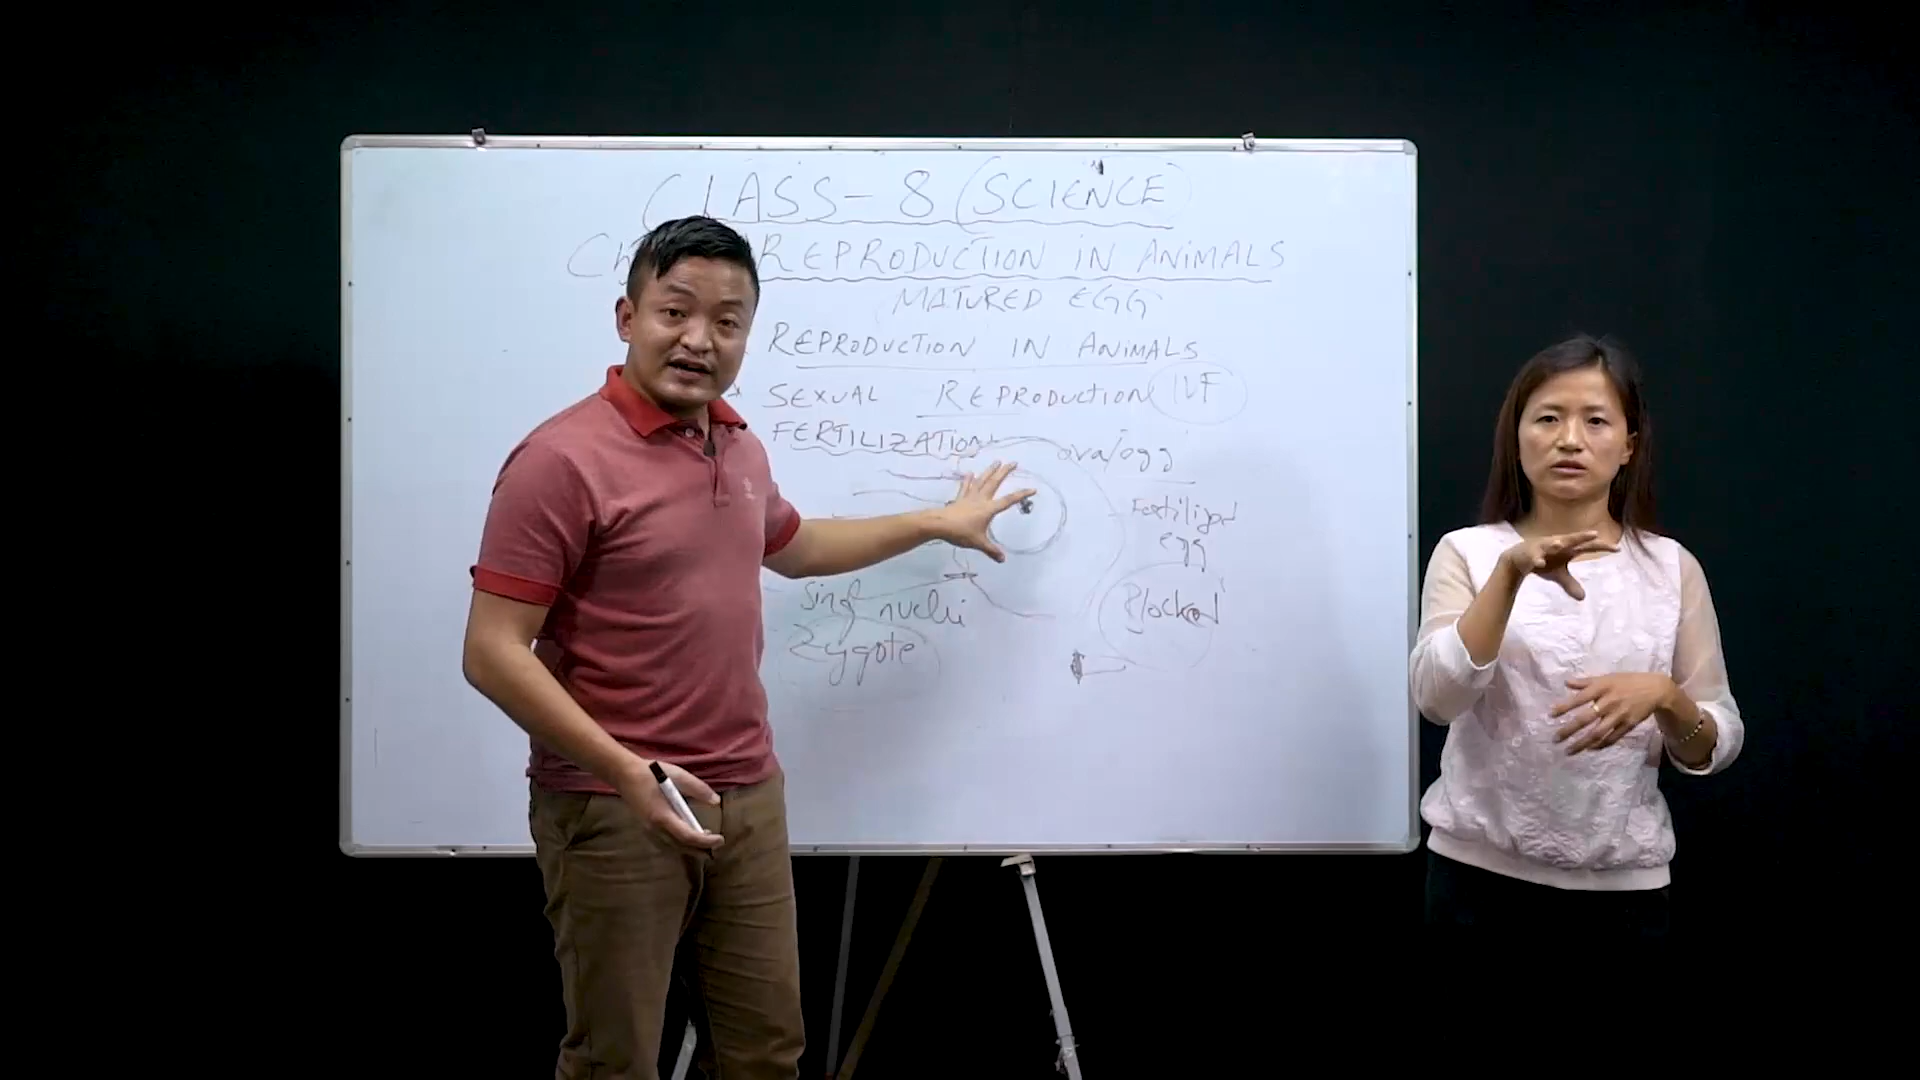 CLASS-8 (SCIENCE
REPRODUCTION IN ANIMALS
MATURED EGG
REPRODUCTION IN ANIMALS
SEXUAL REPRODUCTION IVF
FERTILIZATION
ova/egg
Fertilized
egg
nuclei
Blocked
Zygote